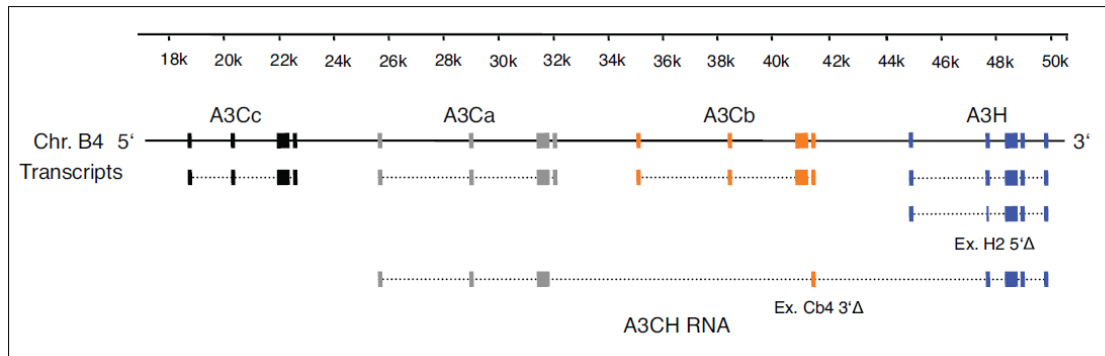 18k 20k 22k 24k 26k 28k 30k 32k 34k 36k 38k 40k 42k 44k 46k 48k 50k
A3Cc A3Ca A3Cb A3H
Chr. B4 5‘ 3‘
Transcripts
Ex. H2 5‘Δ
Ex. Cb4 3‘Δ
A3CH RNA